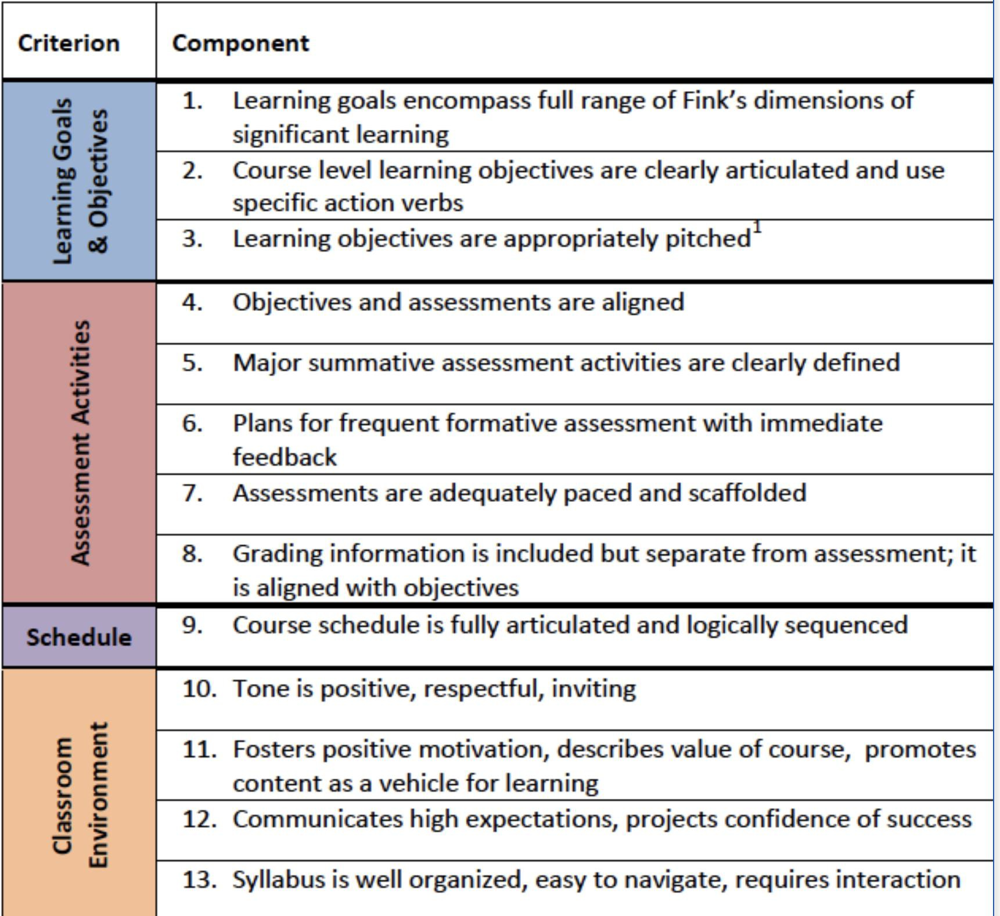 Criterion
Component
Learning Goals
& Objectives
1. Learning goals encompass full range of Fink’s dimensions of
significant learning
2. Course level learning objectives are clearly articulated and use
specific action verbs
3. Learning objectives are appropriately pitched1
Assessment Activities
4. Objectives and assessments are aligned
5. Major summative assessment activities are clearly defined
6. Plans for frequent formative assessment with immediate
feedback
7. Assessments are adequately paced and scaffolded
8. Grading information is included but separate from assessment; it
is aligned with objectives
Schedule
9. Course schedule is fully articulated and logically sequenced
Classroom
Environment
10. Tone is positive, respectful, inviting
11. Fosters positive motivation, describes value of course, promotes
content as a vehicle for learning
12. Communicates high expectations, projects confidence of success
13. Syllabus is well organized, easy to navigate, requires interaction